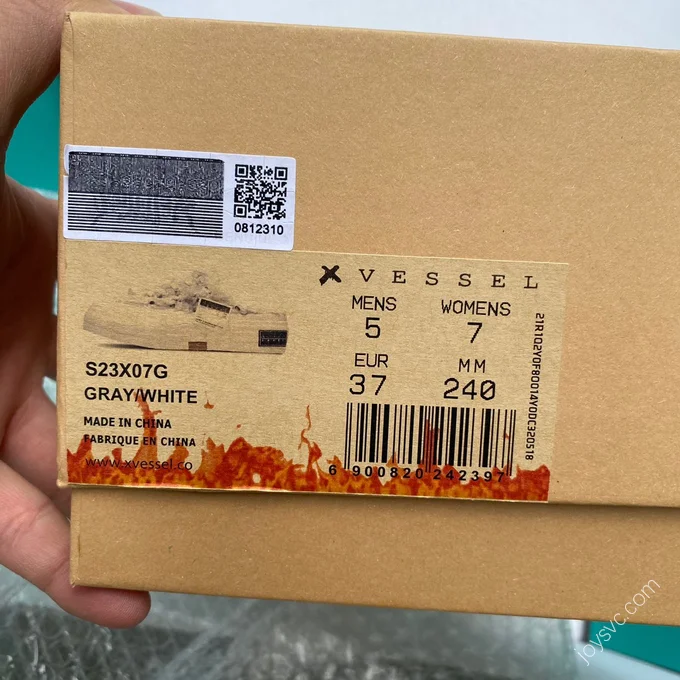 0812310
X VESSEL
MENS
5
WOMENS
7
EUR
37
MM
240
S23X07G
GRAY/WHITE
MADE IN CHINA
FABRIQUE EN CHINA
www.xvessel.co
6 900820 242397
21R1Q2Y0F80014Y0DC320518
joysvc.com